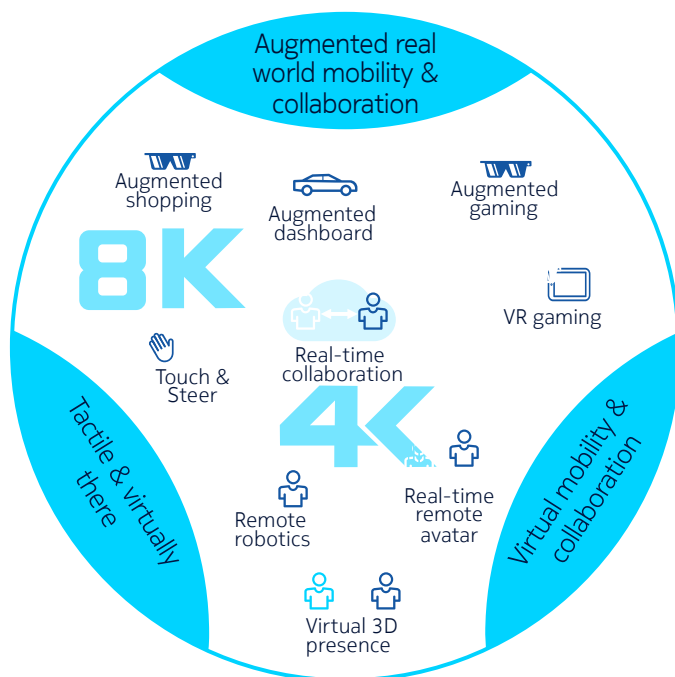 Augmented real
world mobility &
collaboration
Augmented
shopping
Augmented
dashboard
Augmented
gaming
8K
VR gaming
Real-time
collaboration
Touch &
Steer
4K
Tactile & virtually
there
Virtual mobility &
collaboration
Remote
robotics
Real-time
remote
avatar
Virtual 3D
presence